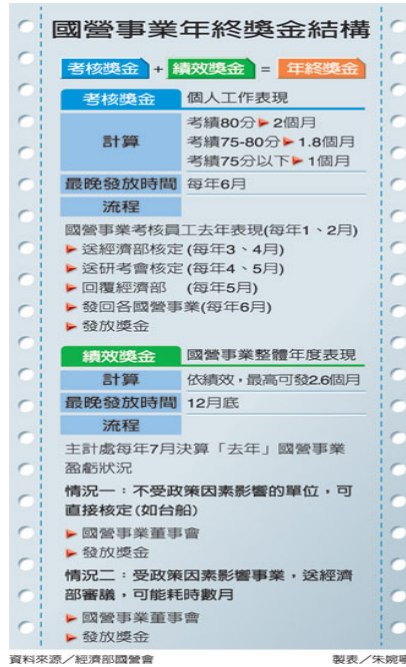 國營事業年終獎金結構
考核獎金 + 績效獎金 = 年終獎金
考核獎金 個人工作表現
計算
考績80分▶2個月
考績75-80分▶1.8個月
考績75分以下▶1個月
最晚發放時間 每年6月
流程
國營事業考核員工去年表現(每年1、2月)
▶送經濟部核定(每年3、4月)
▶送研考會核定(每年4、5月)
▶回覆經濟部 (每年5月)
▶發回各國營事業(每年6月)
▶發放獎金
績效獎金 國營事業整體年度表現
計算 依績效，最高可發2.6個月
最晚發放時間 12月底
流程
主計處每年7月決算「去年」國營事業
盈虧狀況
情況一：不受政策因素影響的單位，可
直接核定(如台船)
▶國營事業董事會
▶發放獎金
情況二：受政策因素影響事業，送經濟
部審議，可能耗時數月
▶國營事業董事會
▶發放獎金
資料來源／經濟部國營會 製表／朱婉